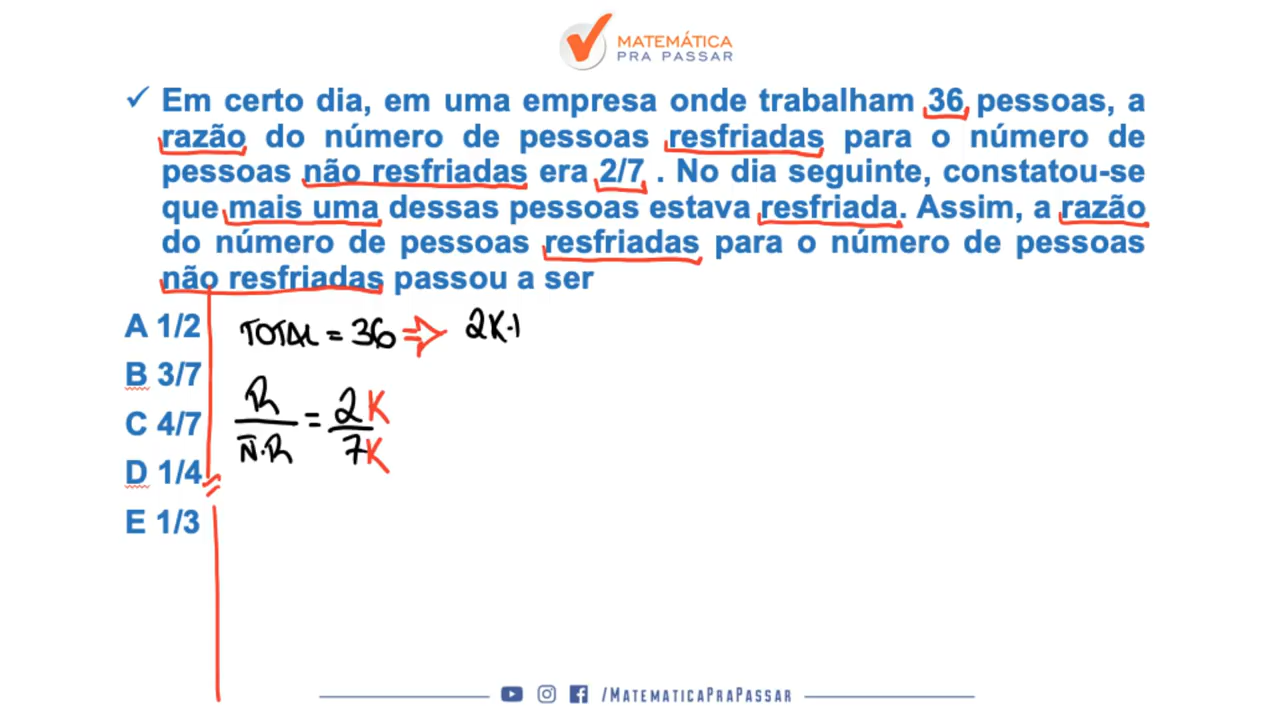 MATEMÁTICA
PRA PASSAR
✓ Em certo dia, em uma empresa onde trabalham 36 pessoas, a
razão do número de pessoas resfriadas para o número de
pessoas não resfriadas era 2/7 . No dia seguinte, constatou-se
que mais uma dessas pessoas estava resfriada. Assim, a razão
do número de pessoas resfriadas para o número de pessoas
não resfriadas passou a ser
A 1/2
TOTAL = 36 ⇒ 2K
B 3/7
R/N̄.R = 2K/7K
C 4/7
D 1/4
E 1/3
/MATEMATICAPRAPASSAR